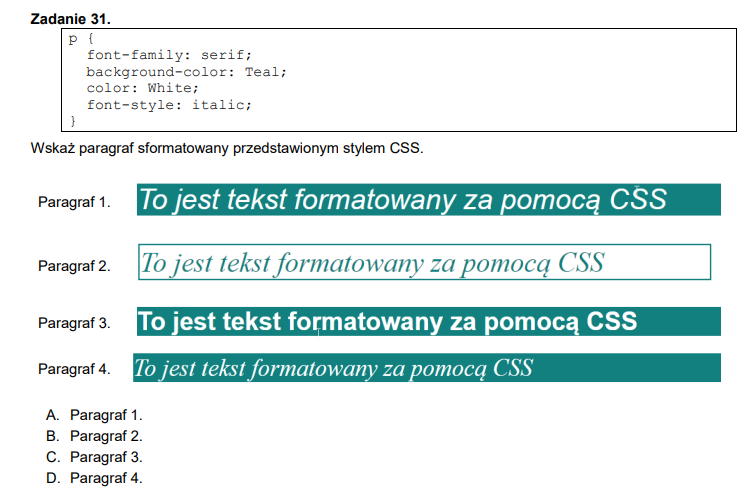 Zadanie 31.
p {
font-family: serif;
background-color: Teal;
color: White;
font-style: italic;
}
Wskaż paragraf sformatowany przedstawionym stylem CSS.
Paragraf 1. To jest tekst formatowany za pomocą CSS
Paragraf 2. To jest tekst formatowany za pomocą CSS
Paragraf 3. To jest tekst formatowany za pomocą CSS
Paragraf 4. To jest tekst formatowany za pomocą CSS
A. Paragraf 1.
B. Paragraf 2.
C. Paragraf 3.
D. Paragraf 4.